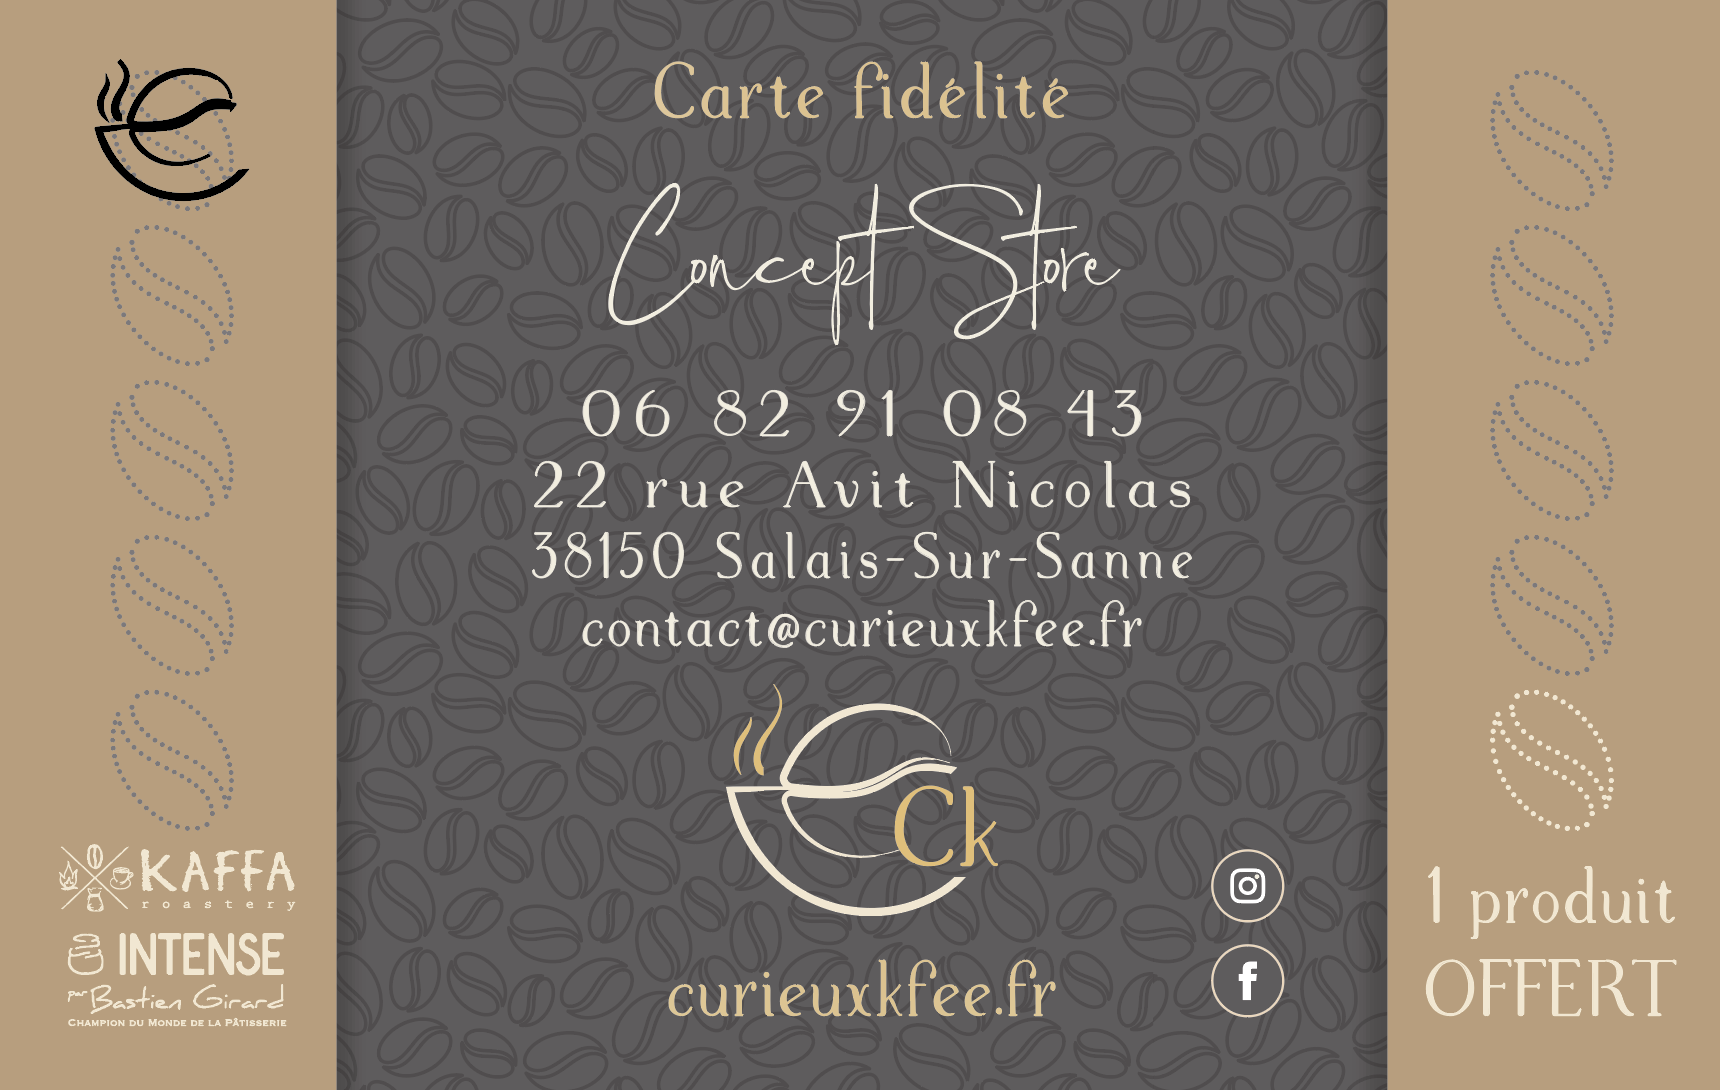 Carte fidélité
Concept Store
06 82 91 08 43
22 rue Avit Nicolas
38150 Salais-Sur-Sanne
contact@curieuxkfee.fr
Ck
curieuxkfee.fr
KAFFA
roastery
INTENSE
par Bastien Girard
CHAMPION DU MONDE DE LA PÂTISSERIE
1 produit
OFFERT